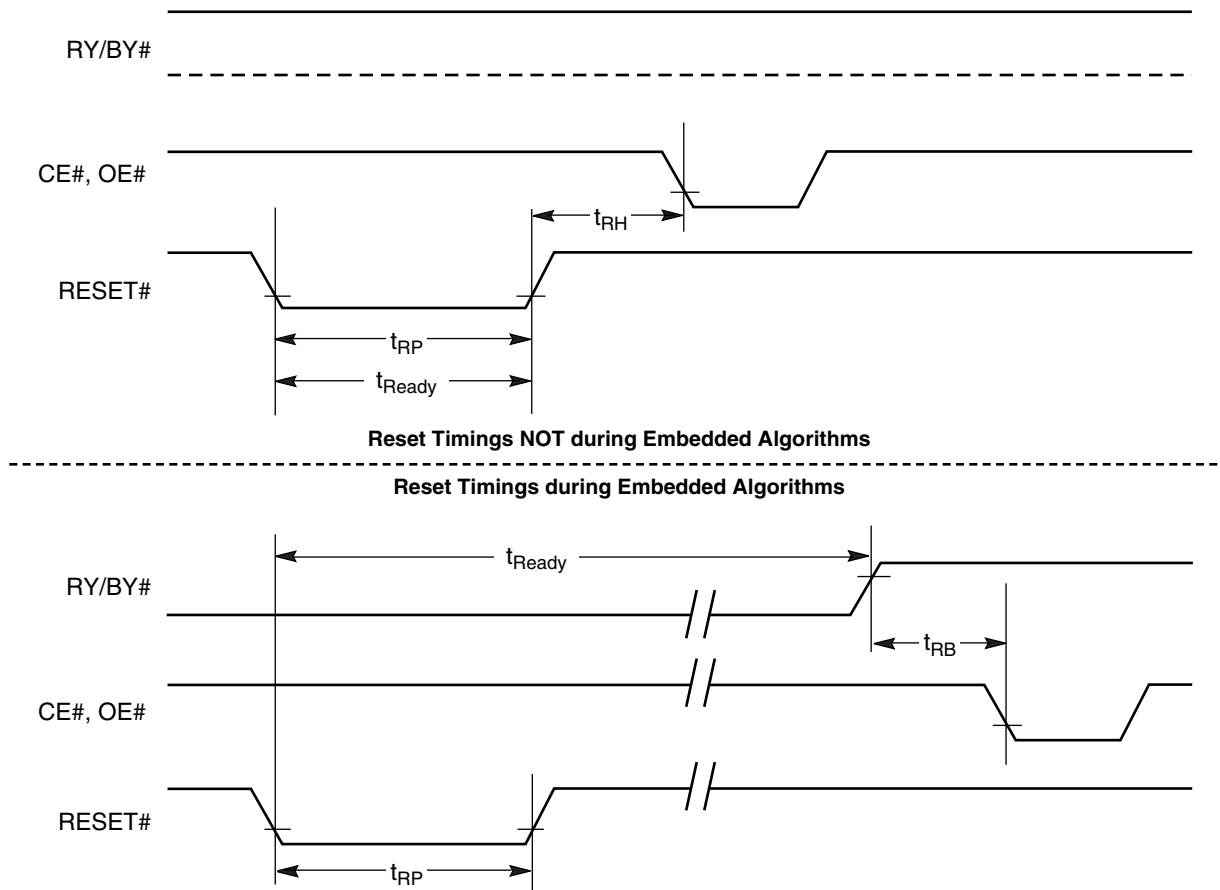 RY/BY#
CE#, OE#
tRH
RESET#
tRP
tReady
Reset Timings NOT during Embedded Algorithms
Reset Timings during Embedded Algorithms
tReady
RY/BY#
tRB
CE#, OE#
RESET#
tRP